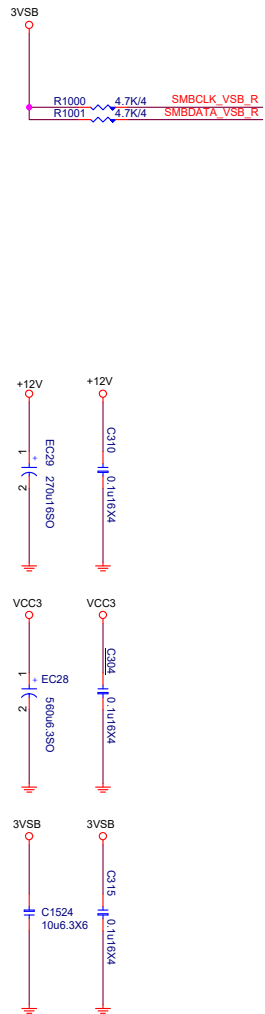 3VSB
R1000 4.7K/4 SMBCLK_VSB_R
R1001 4.7K/4 SMBDATA_VSB_R
+12V +12V
1
2
+
EC29 270u16SO
C310 0.1u16X4
VCC3 VCC3
1
2
+ EC28
560u6.3SO
C304 0.1u16X4
3VSB 3VSB
C1524
10u6.3X6
C315 0.1u16X4